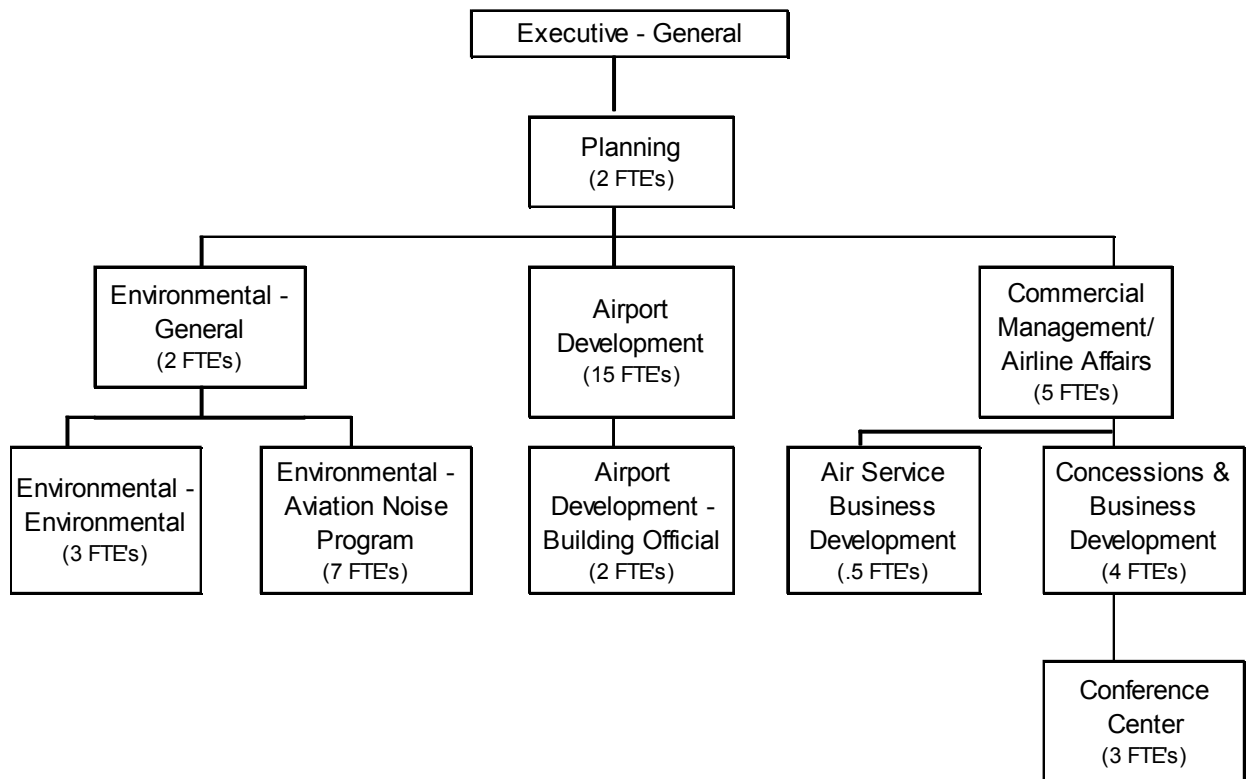 Executive - General
Planning
(2 FTE's)
Environmental -
General
(2 FTE's)
Airport
Development
(15 FTE's)
Commercial
Management/
Airline Affairs
(5 FTE's)
Environmental -
Environmental
(3 FTE's)
Environmental -
Aviation Noise
Program
(7 FTE's)
Airport
Development -
Building Official
(2 FTE's)
Air Service
Business
Development
(.5 FTE's)
Concessions &
Business
Development
(4 FTE's)
Conference
Center
(3 FTE's)